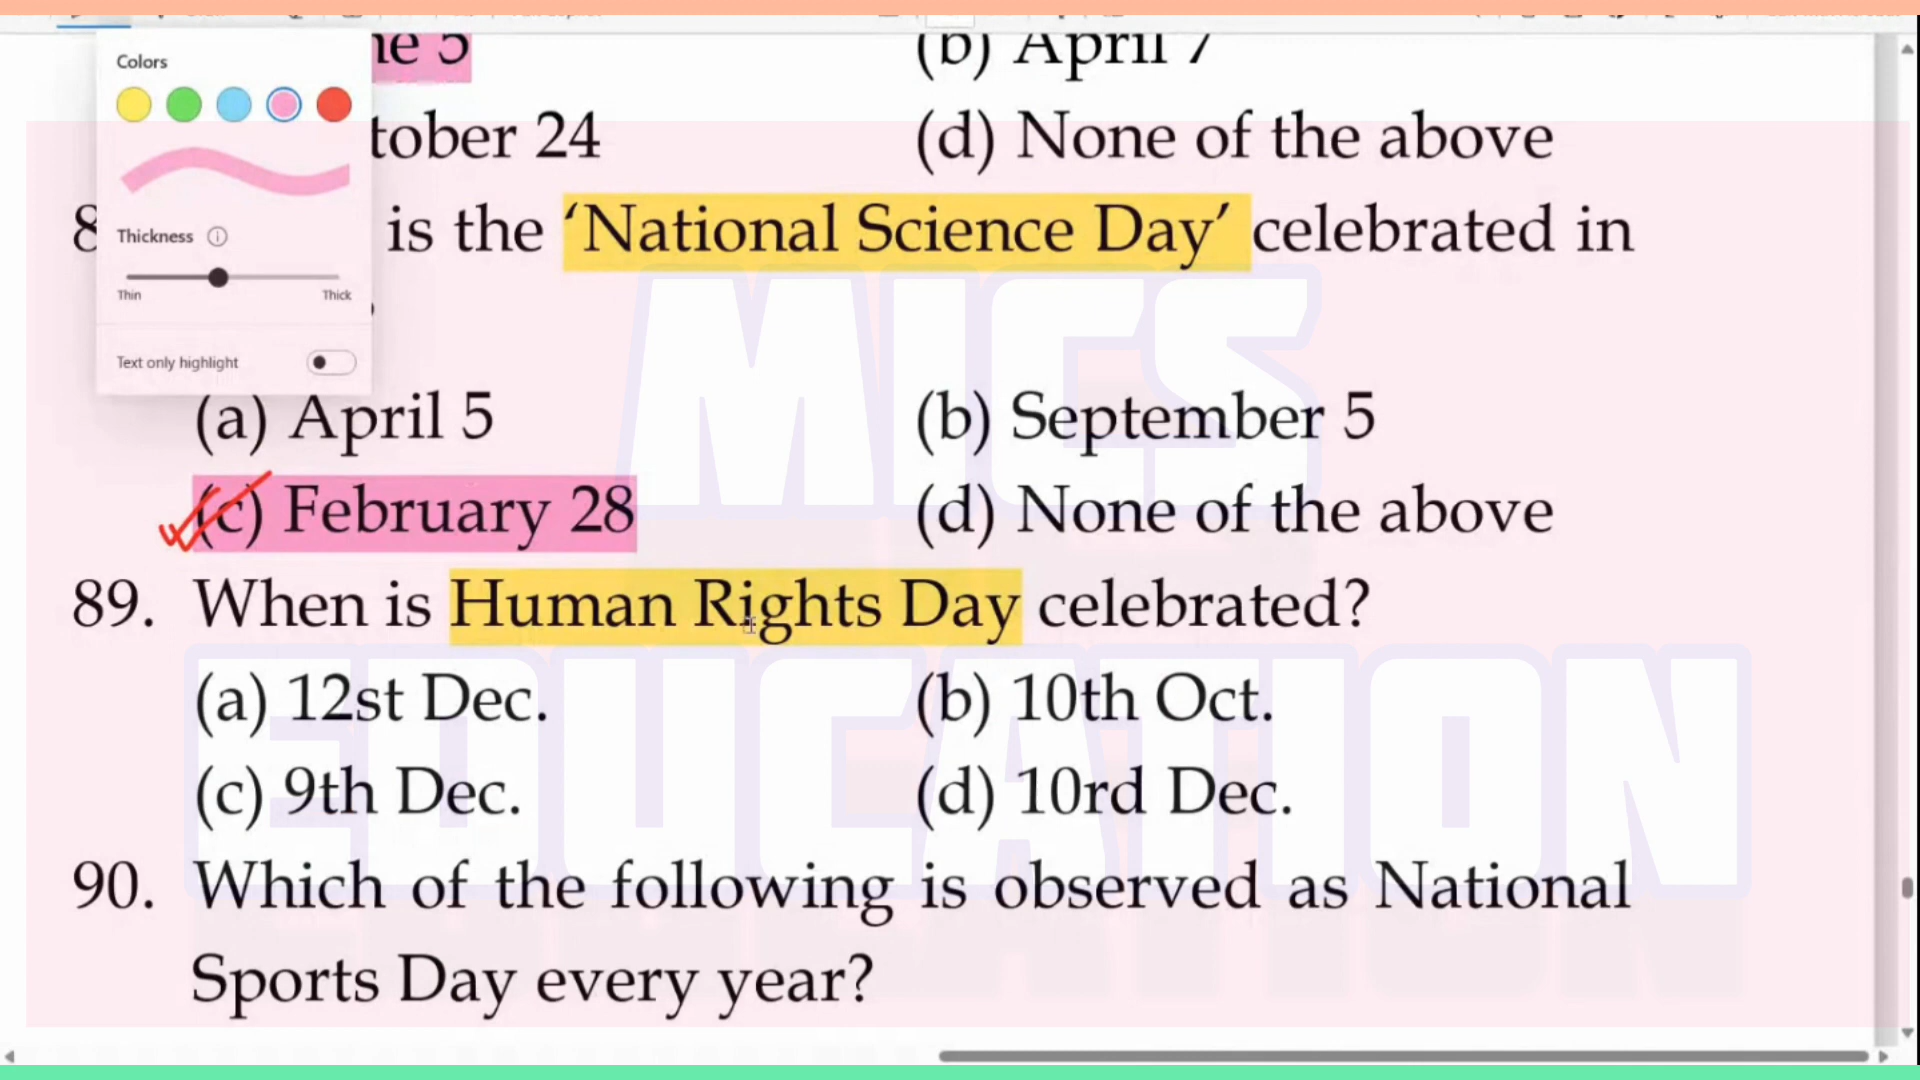 Colors
ne 5
(b) April 7
tober 24
(d) None of the above
8
is the ‘National Science Day’ celebrated in
Thickness
Thin
Thick
Text only highlight
(a) April 5
(b) September 5
(c) February 28
(d) None of the above
89. When is Human Rights Day celebrated?
(a) 12st Dec.
(b) 10th Oct.
(c) 9th Dec.
(d) 10rd Dec.
90. Which of the following is observed as National
Sports Day every year?
MICS
EDUCATION